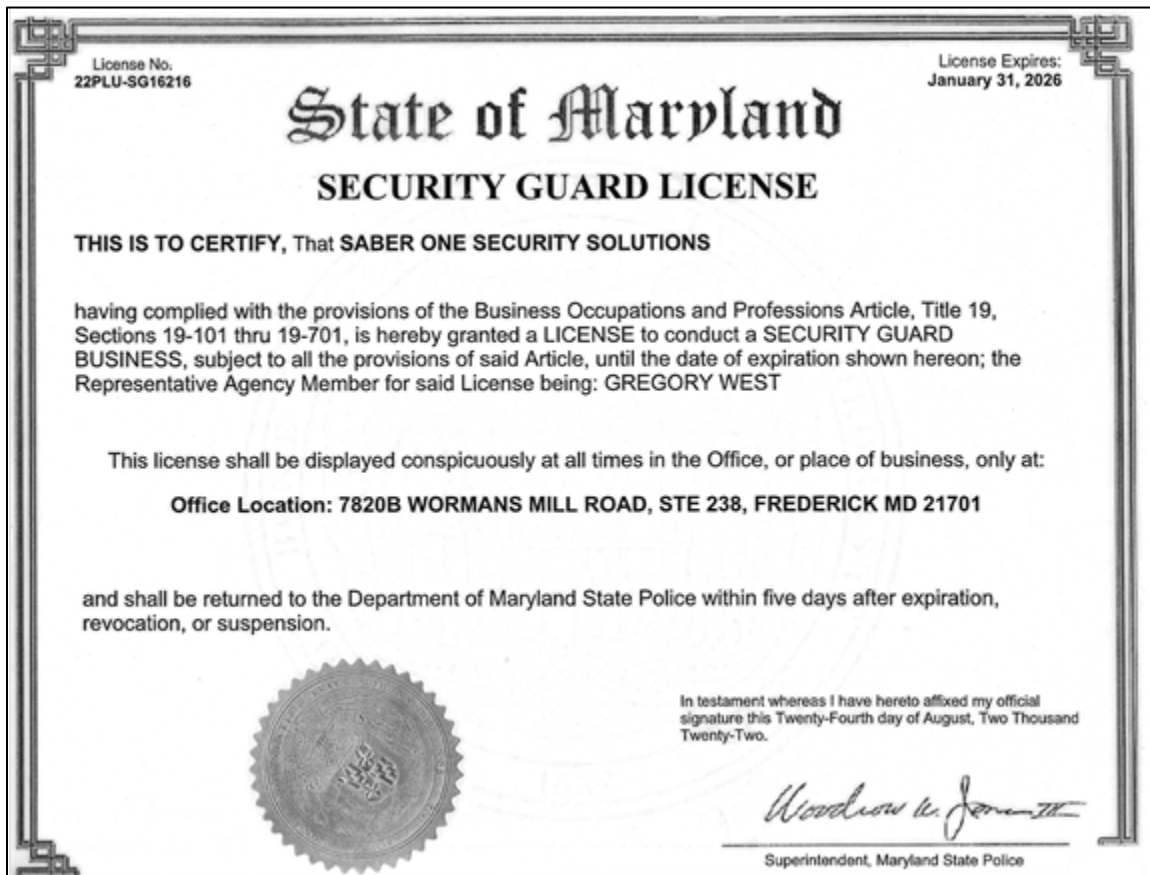 License No.
22PLU-SG16216
License Expires:
January 31, 2026
State of Maryland
SECURITY GUARD LICENSE
THIS IS TO CERTIFY, That SABER ONE SECURITY SOLUTIONS
having complied with the provisions of the Business Occupations and Professions Article, Title 19,
Sections 19-101 thru 19-701, is hereby granted a LICENSE to conduct a SECURITY GUARD
BUSINESS, subject to all the provisions of said Article, until the date of expiration shown hereon; the
Representative Agency Member for said License being: GREGORY WEST
This license shall be displayed conspicuously at all times in the Office, or place of business, only at:
Office Location: 7820B WORMANS MILL ROAD, STE 238, FREDERICK MD 21701
and shall be returned to the Department of Maryland State Police within five days after expiration,
revocation, or suspension.
In testament whereas I have hereto affixed my official
signature this Twenty-Fourth day of August, Two Thousand
Twenty-Two.
Woodrow W. Jones III
Superintendent, Maryland State Police